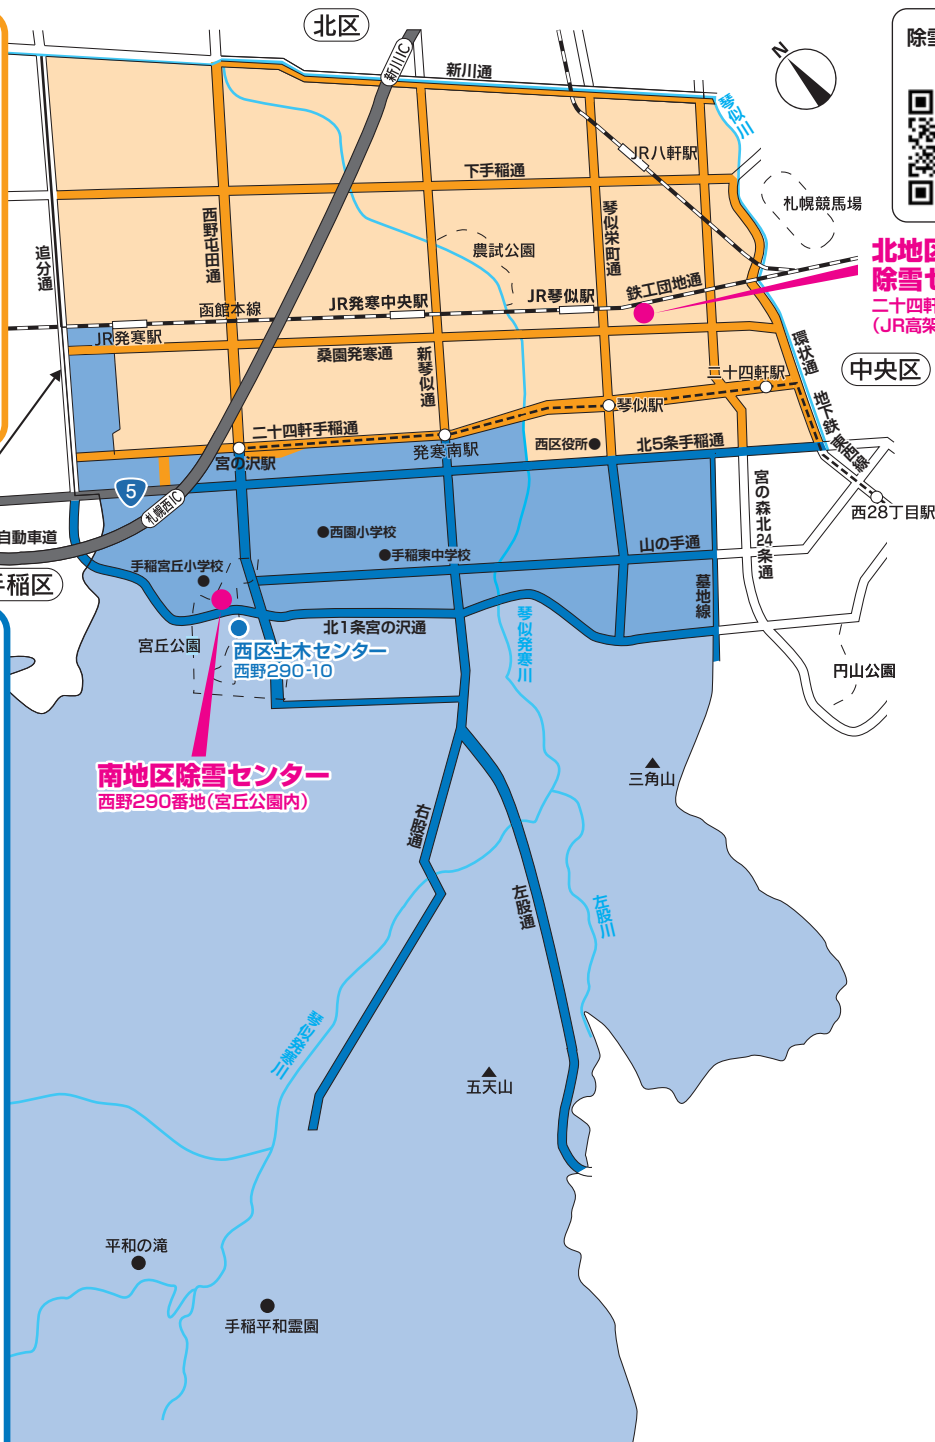 北区
除雪
新川IC
新川通
N
琴似川
JR八軒駅
下手稲通
札幌競馬場
西野屯田通
琴似栄町通
農試公園
追分通
北地区
除雪セ
二十四軒
(JR高架
鉄工団地通
JR琴似駅
JR発寒中央駅
函館本線
JR発寒駅
桑園発寒通
新琴似通
環状通
中央区
二十四軒駅
琴似駅
地下鉄東西線
二十四軒手稲通
西区役所
北5条手稲通
宮の沢駅
発寒南駅
5
札幌西IC
宮の森北24条通
西28丁目駅
自動車道
西園小学校
手稲東中学校
山の手通
手稲区
手稲宮丘小学校
墓地線
北1条宮の沢通
琴似発寒川
宮丘公園
西区土木センター
西野290-10
円山公園
南地区除雪センター
西野290番地(宮丘公園内)
三角山
右股通
左股通
左股川
琴似発寒川
五天山
平和の滝
手稲平和霊園